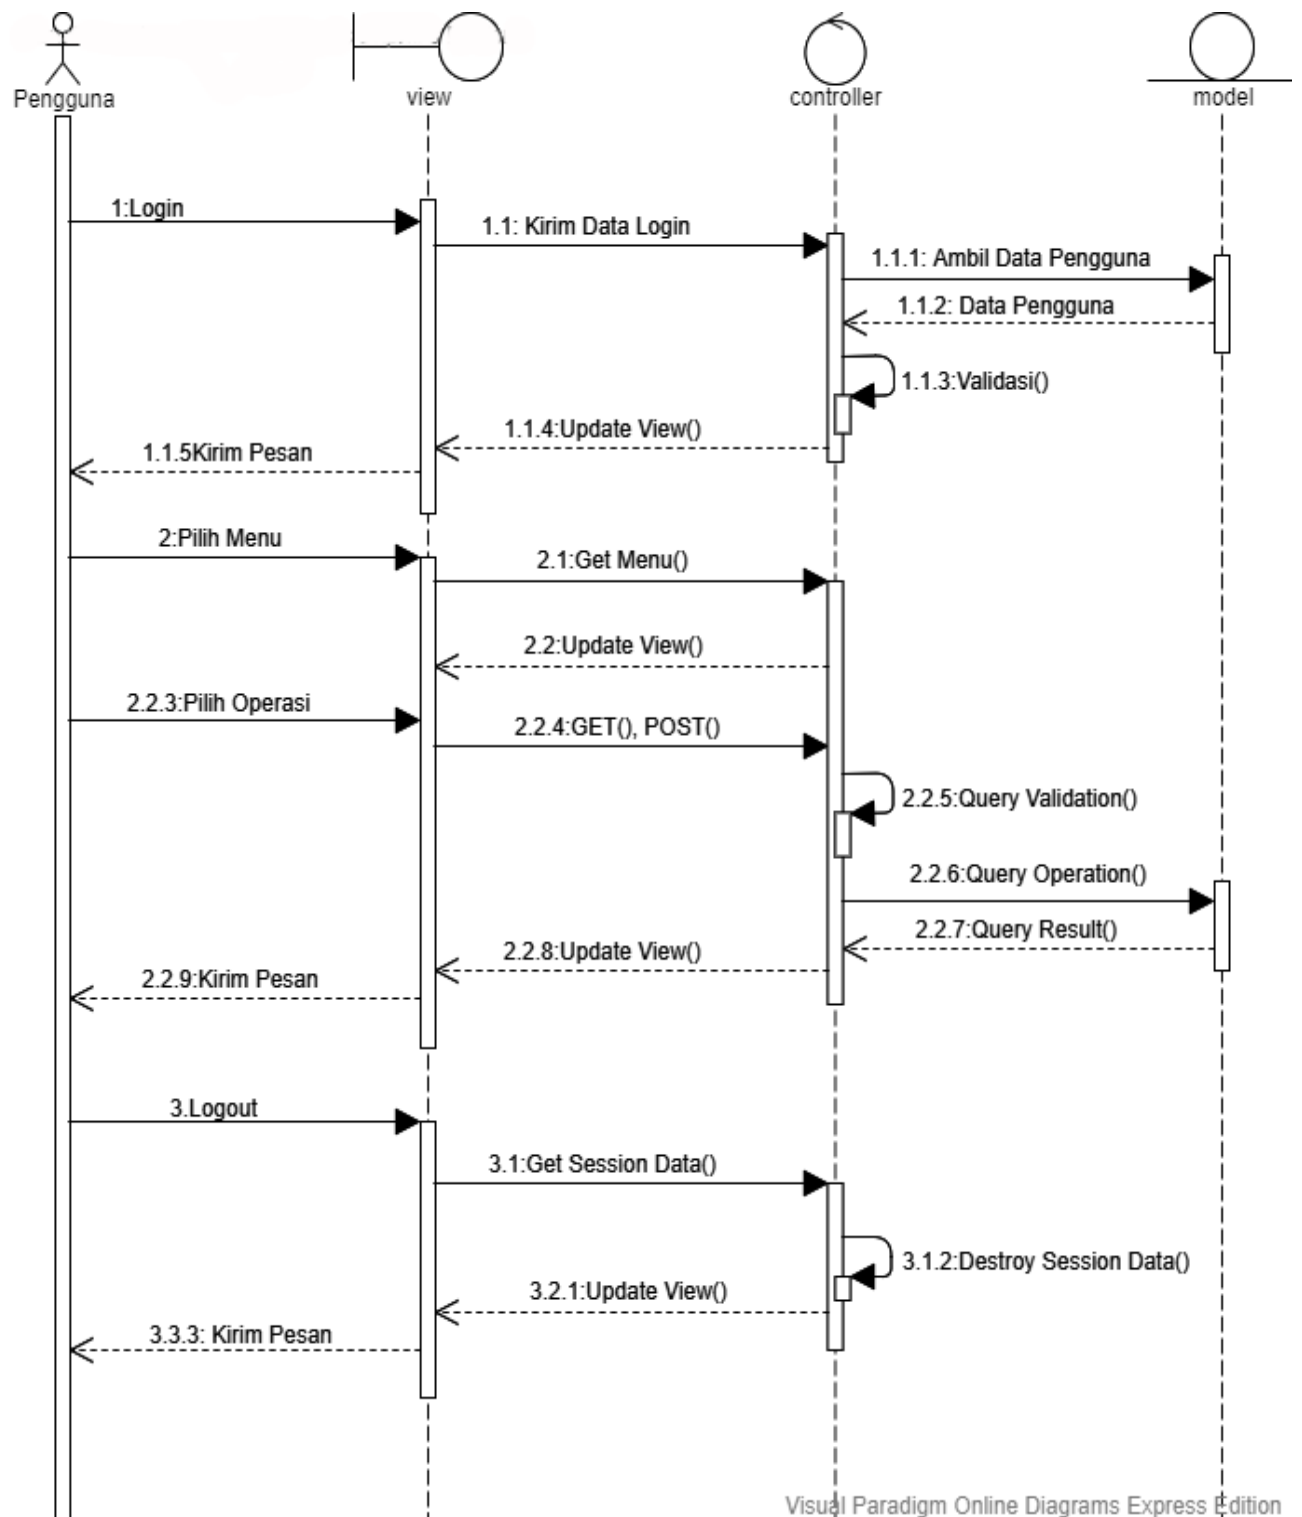 Pengguna
view
controller
model
1:Login
1.1: Kirim Data Login
1.1.1: Ambil Data Pengguna
1.1.2: Data Pengguna
1.1.3:Validasi()
1.1.4:Update View()
1.1.5Kirim Pesan
2:Pilih Menu
2.1:Get Menu()
2.2:Update View()
2.2.3:Pilih Operasi
2.2.4:GET(), POST()
2.2.5:Query Validation()
2.2.6:Query Operation()
2.2.7:Query Result()
2.2.8:Update View()
2.2.9:Kirim Pesan
3.Logout
3.1:Get Session Data()
3.1.2:Destroy Session Data()
3.2.1:Update View()
3.3.3: Kirim Pesan
Visual Paradigm Online Diagrams Express Edition